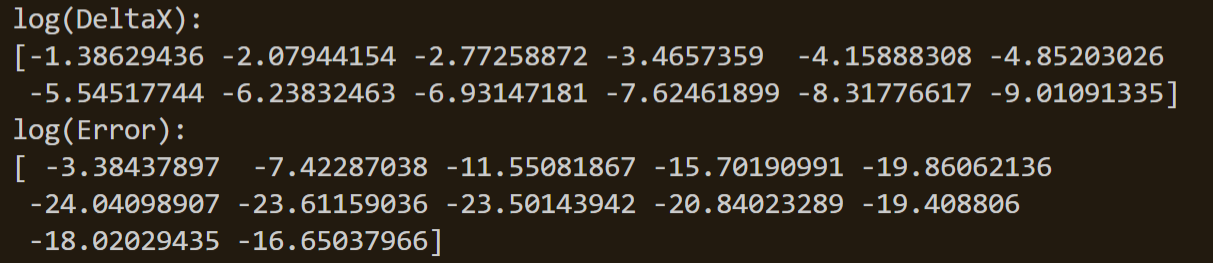 log(DeltaX):
[-1.38629436 -2.07944154 -2.77258872 -3.4657359  -4.15888308 -4.85203026
 -5.54517744 -6.23832463 -6.93147181 -7.62461899 -8.31776617 -9.01091335]
log(Error):
[ -3.38437897  -7.42287038 -11.55081867 -15.70190991 -19.86062136
 -24.04098907 -23.61159036 -23.50143942 -20.84023289 -19.408806
 -18.02029435 -16.65037966]